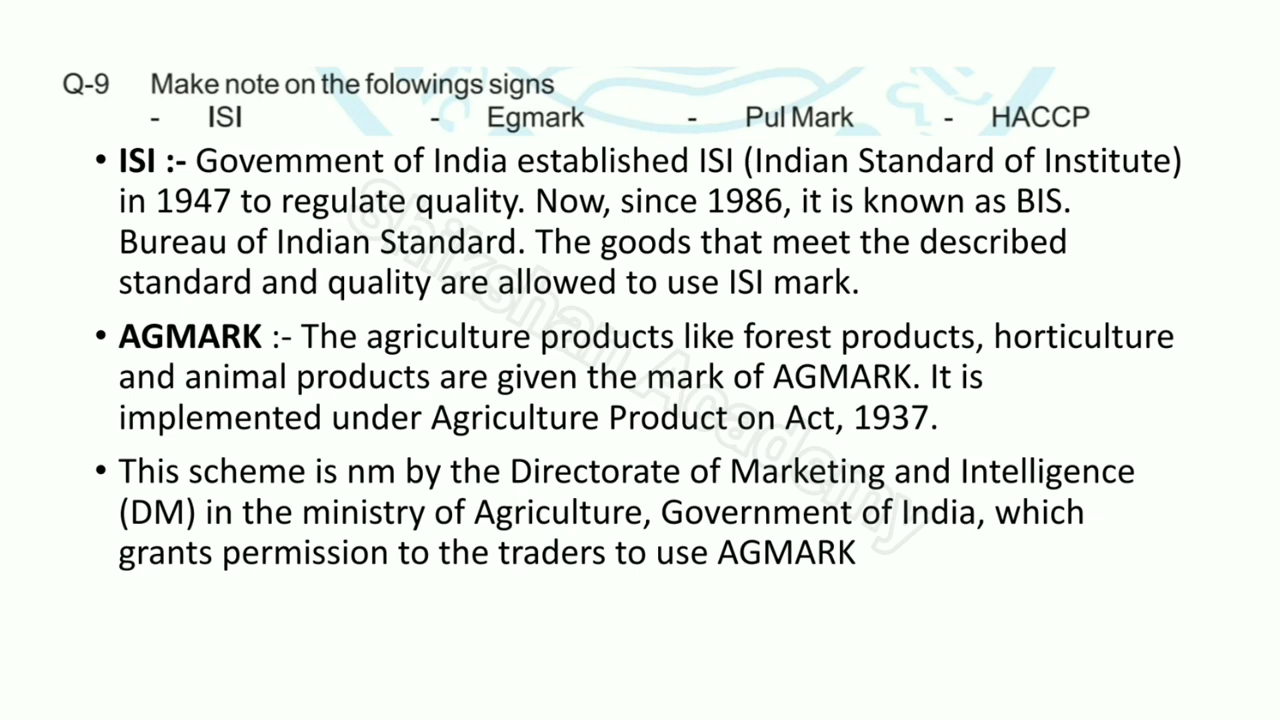 Q-9 Make note on the folowings signs
- ISI - Egmark - Pul Mark - HACCP
• ISI :- Govemment of India established ISI (Indian Standard of Institute)
in 1947 to regulate quality. Now, since 1986, it is known as BIS.
Bureau of Indian Standard. The goods that meet the described
standard and quality are allowed to use ISI mark.
• AGMARK :- The agriculture products like forest products, horticulture
and animal products are given the mark of AGMARK. It is
implemented under Agriculture Product on Act, 1937.
• This scheme is nm by the Directorate of Marketing and Intelligence
(DM) in the ministry of Agriculture, Government of India, which
grants permission to the traders to use AGMARK
Shikshan Academy